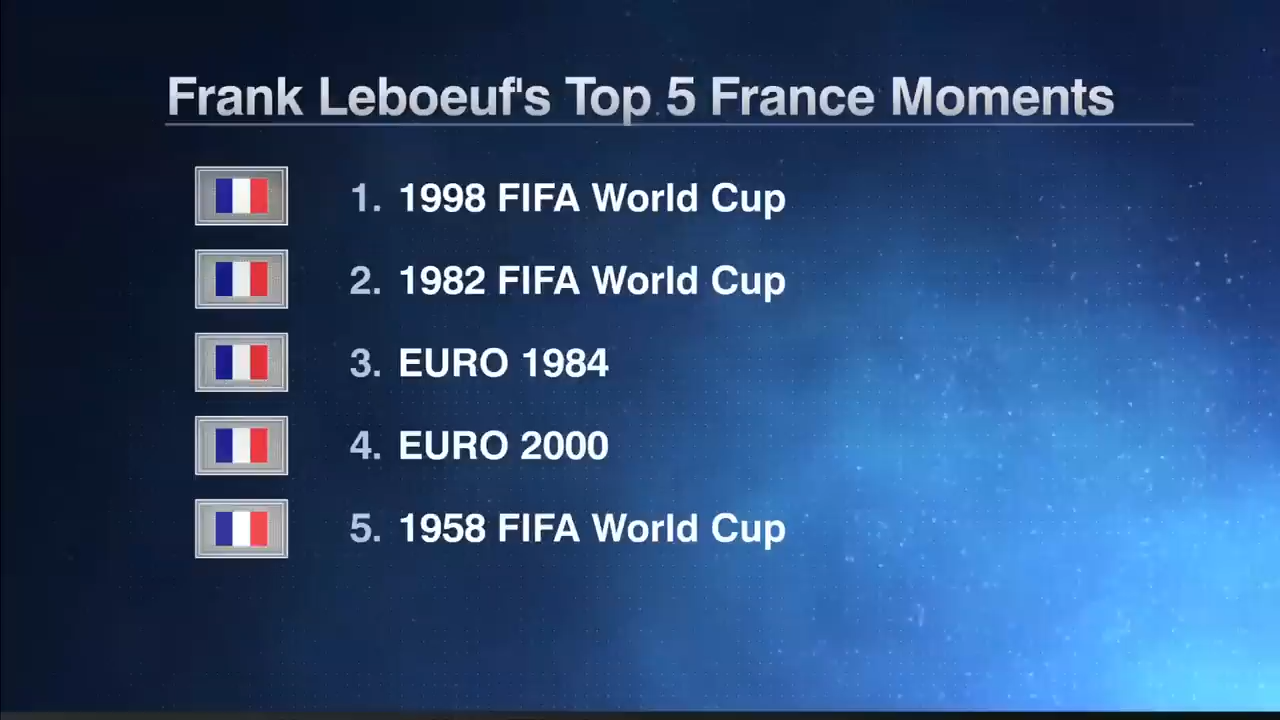 Frank Leboeuf's Top 5 France Moments
1. 1998 FIFA World Cup
2. 1982 FIFA World Cup
3. EURO 1984
4. EURO 2000
5. 1958 FIFA World Cup